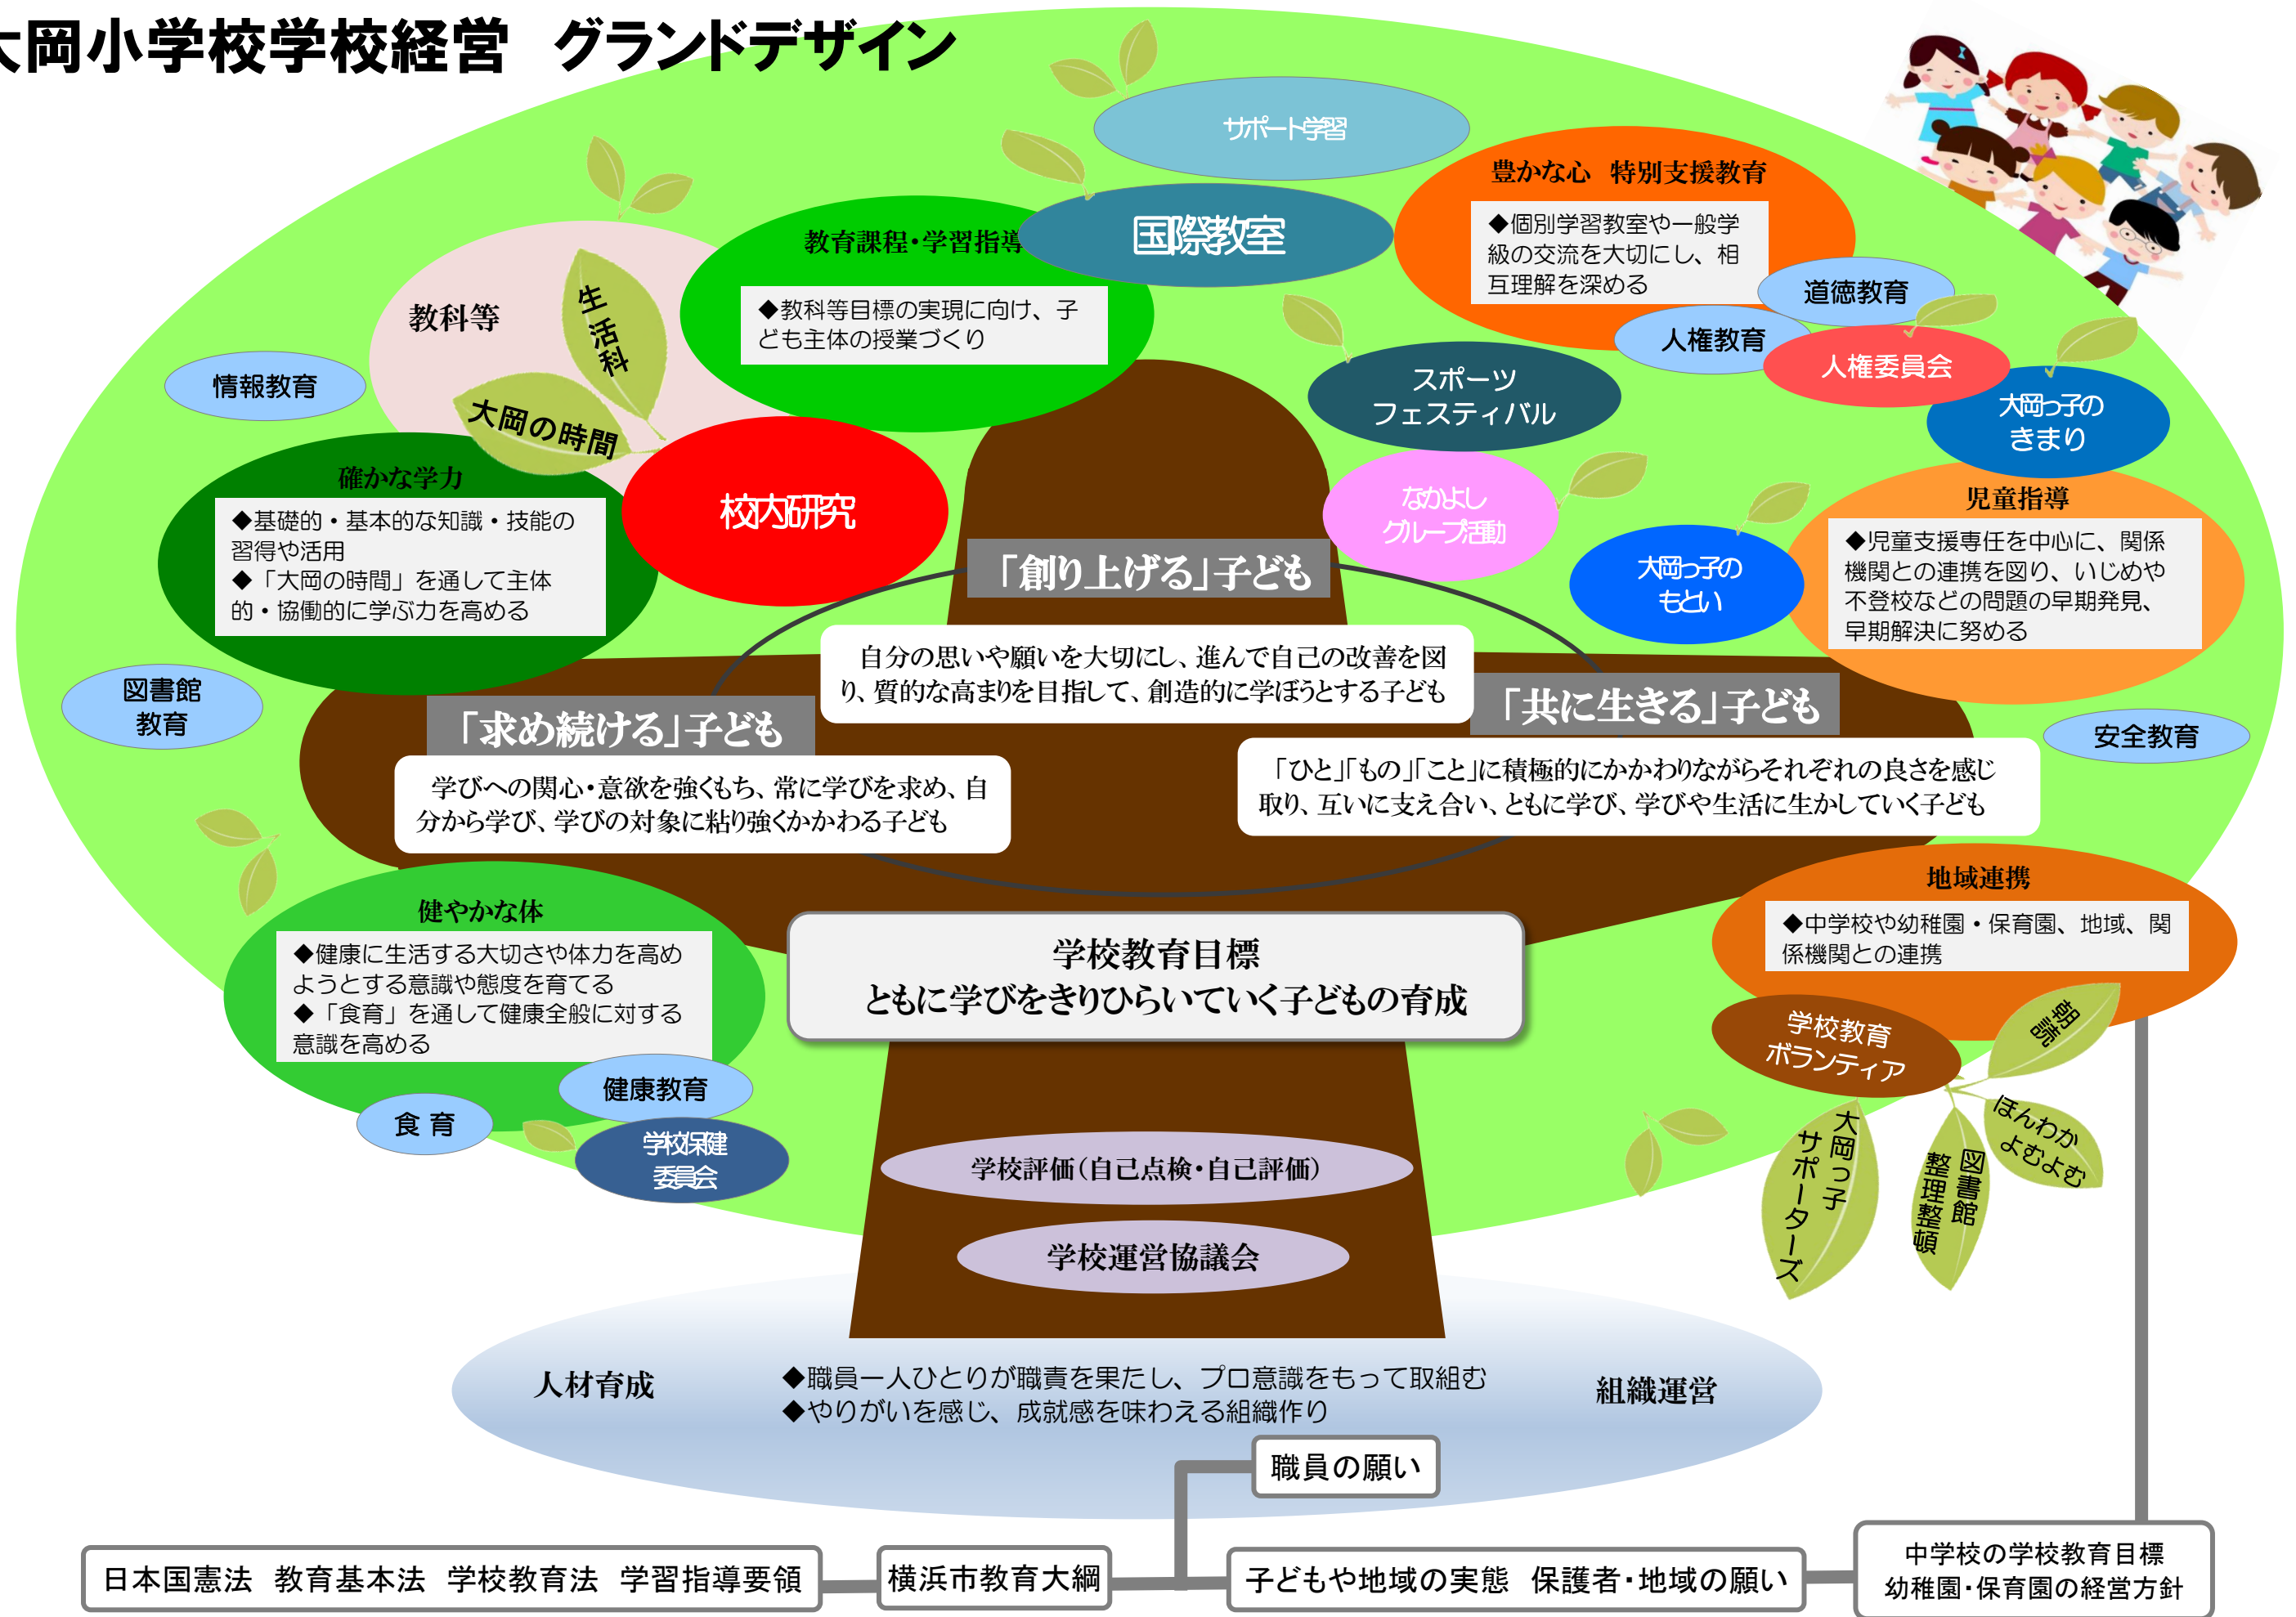 大岡小学校学校経営　グランドデザイン
サポート学習
国際教室
豊かな心　特別支援教育
◆個別学習教室や一般学
級の交流を大切にし、相
互理解を深める
道徳教育
人権教育
人権委員会
大岡っ子の
きまり
教育課程・学習指導
◆教科等目標の実現に向け、子
ども主体の授業づくり
教科等
生活科
大岡の時間
情報教育
スポーツ
フェスティバル
なかよし
グループ活動
確かな学力
◆基礎的・基本的な知識・技能の
習得や活用
◆「大岡の時間」を通して主体
的・協働的に学ぶ力を高める
校内研究
児童指導
◆児童支援専任を中心に、関係
機関との連携を図り、いじめや
不登校などの問題の早期発見、
早期解決に努める
大岡っ子の
もとい
「創り上げる」子ども
自分の思いや願いを大切にし、進んで自己の改善を図
り、質的な高まりを目指して、創造的に学ぼうとする子ども
図書館
教育
「求め続ける」子ども
学びへの関心・意欲を強くもち、常に学びを求め、自
分から学び、学びの対象に粘り強くかかわる子ども
「共に生きる」子ども
「ひと」「もの」「こと」に積極的にかかわりながらそれぞれの良さを感じ
取り、互いに支え合い、ともに学び、学びや生活に生かしていく子ども
安全教育
健やかな体
◆健康に生活する大切さや体力を高め
ようとする意識や態度を育てる
◆「食育」を通して健康全般に対する
意識を高める
健康教育
食 育
学校保健
委員会
学校教育目標
ともに学びをきりひらいていく子どもの育成
地域連携
◆中学校や幼稚園・保育園、地域、関
係機関との連携
学校教育
ボランティア
朝読
ほんわか
よむよむ
図書館
整理整頓
大岡っ子
サポーターズ
学校評価（自己点検・自己評価）
学校運営協議会
人材育成
◆職員一人ひとりが職責を果たし、プロ意識をもって取組む
◆やりがいを感じ、成就感を味わえる組織作り
組織運営
職員の願い
日本国憲法　教育基本法　学校教育法　学習指導要領
横浜市教育大綱
子どもや地域の実態　保護者・地域の願い
中学校の学校教育目標
幼稚園・保育園の経営方針